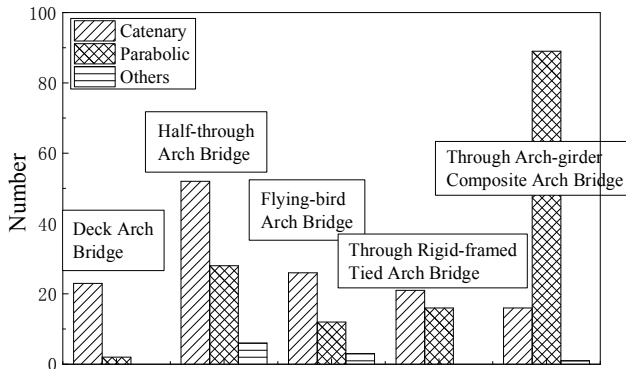 100
80
60
40
20
0
Number
Catenary
Parabolic
Others
Deck Arch
Bridge
Half-through
Arch Bridge
Flying-bird
Arch Bridge
Through Rigid-framed
Tied Arch Bridge
Through Arch-girder
Composite Arch Bridge